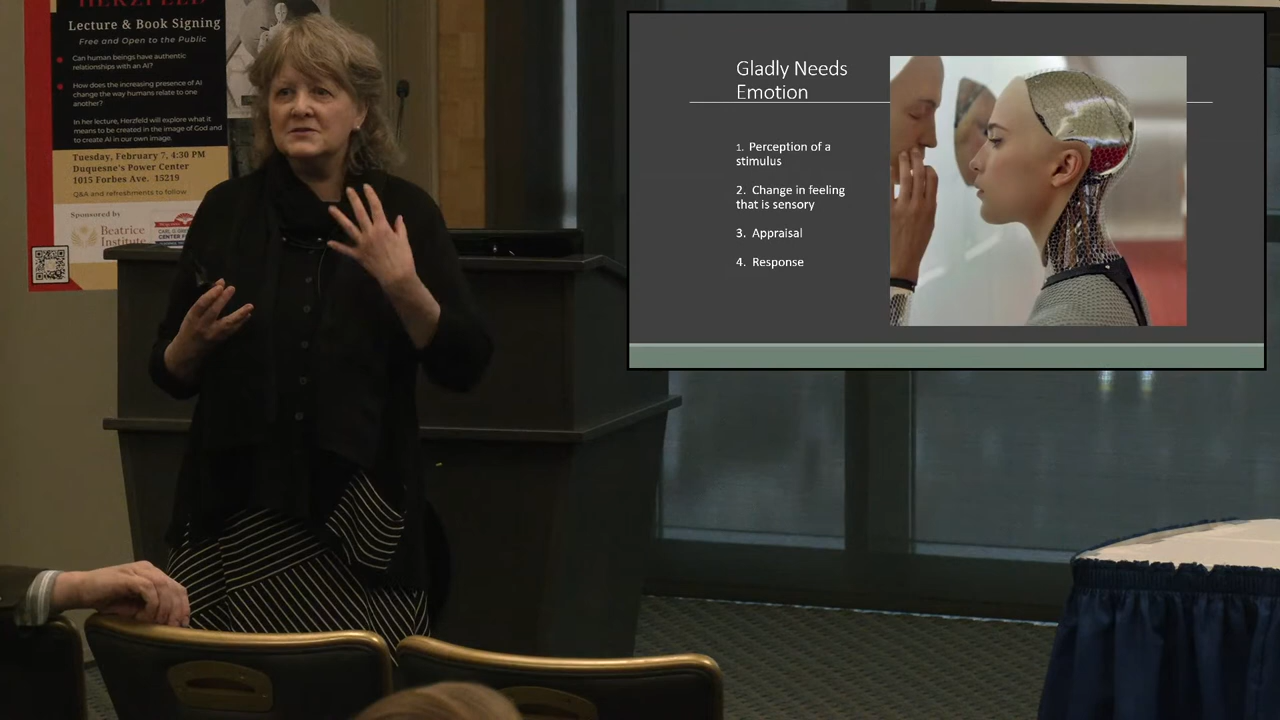 HERZFELD
Lecture & Book Signing
Free and Open to the Public
Can human beings have authentic
relationships with an AI?
How does the increasing presence of AI
change the way humans relate to one
another?
In her lecture, Herzfeld will explore what it
means to be created in the image of God and
to create AI in our own image.
Tuesday, February 7, 4:30 PM
Duquesne's Power Center
1015 Forbes Ave. 15219
Q&A and refreshments to follow
Sponsored by
Beatrice
Institute
CENTER
Gladly Needs
Emotion
1. Perception of a
stimulus
2. Change in feeling
that is sensory
3. Appraisal
4. Response